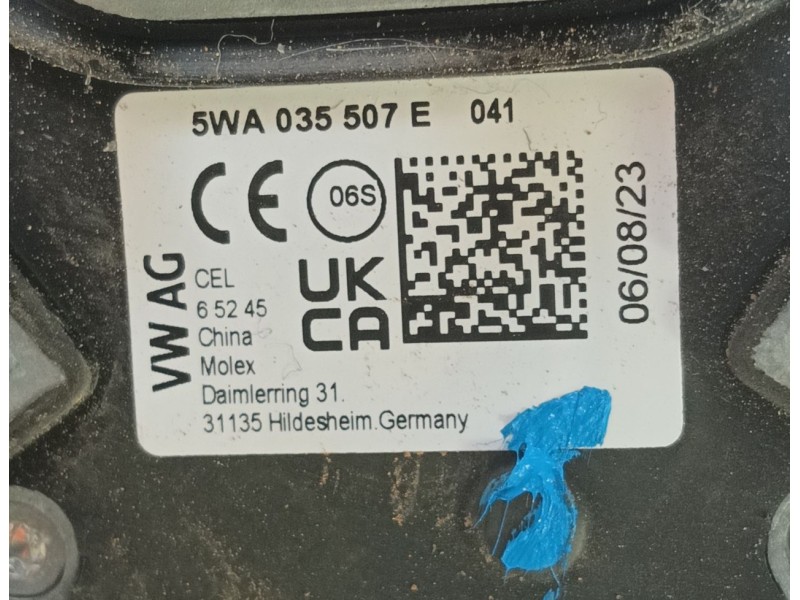 5WA 035 507 E 041
CE
06S
UK
CA
VW AG
CEL
6 52 45
China
Molex
Daimlerring 31.
31135 Hildesheim.Germany
06/08/23